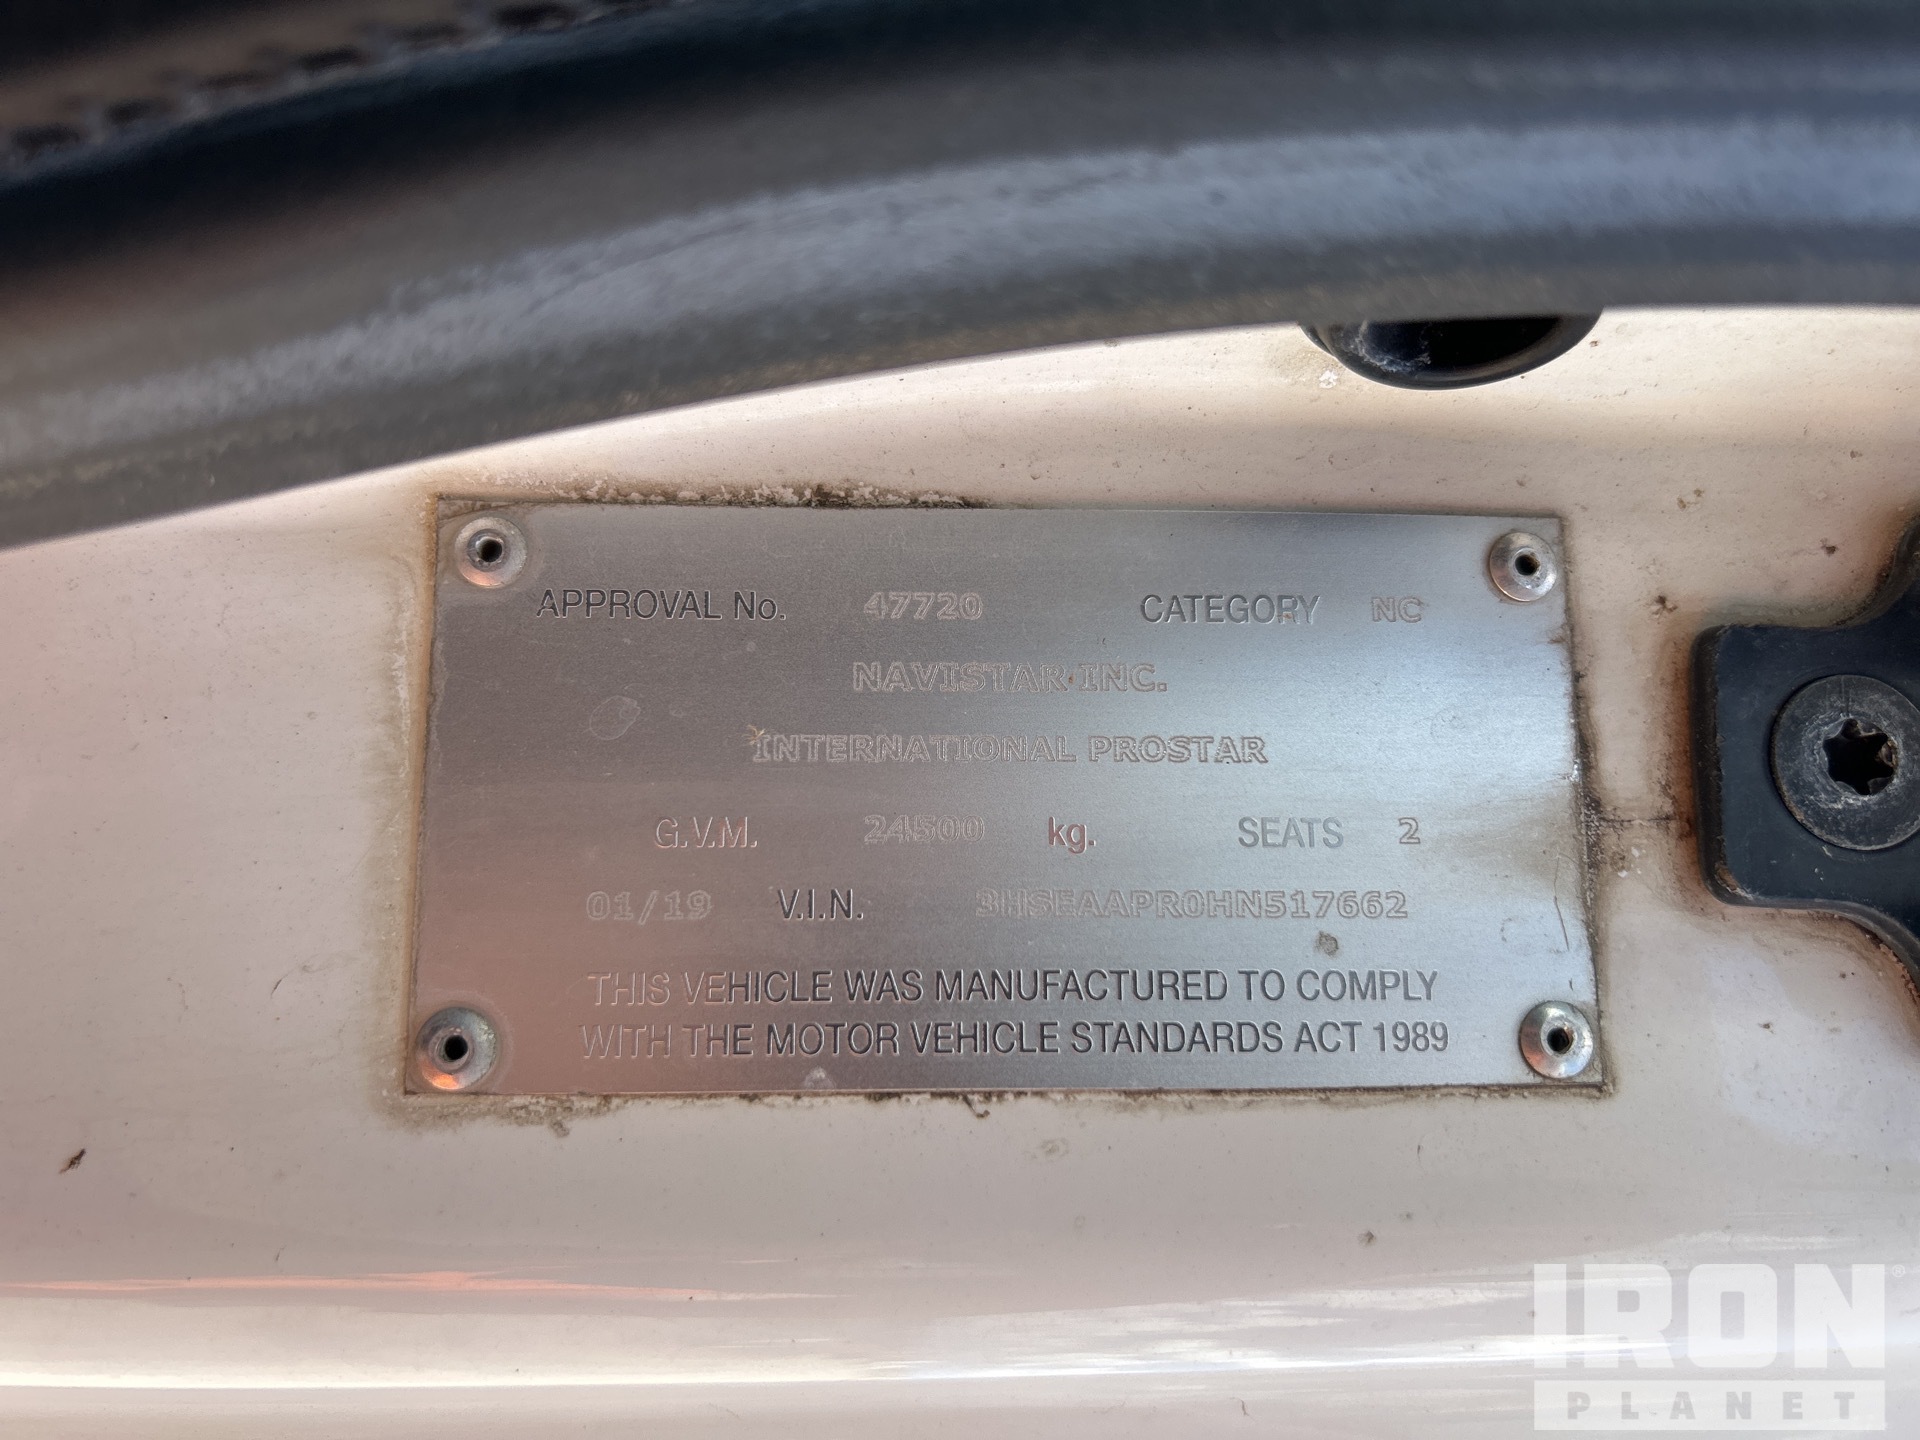 APPROVAL No. 47720 CATEGORY NC
NAVISTAR INC.
INTERNATIONAL PROSTAR
G.V.M. 24500 kg. SEATS 2
01/19 V.I.N. 3HSEAAPR0HN517662
THIS VEHICLE WAS MANUFACTURED TO COMPLY
WITH THE MOTOR VEHICLE STANDARDS ACT 1989
IRON®
PLANET